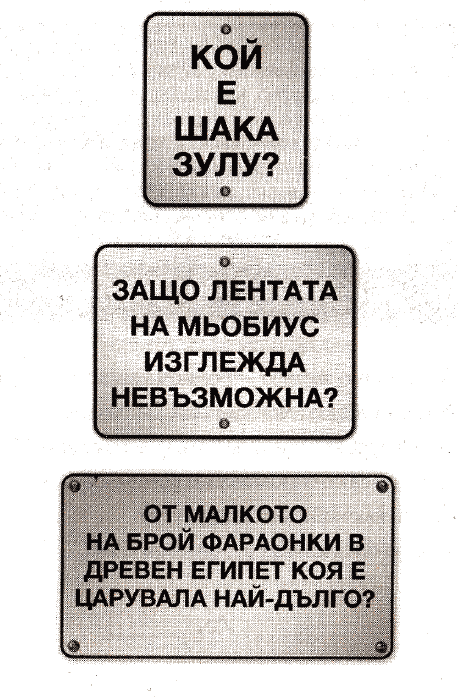 КОЙ
Е
ШАКА
ЗУЛУ?
ЗАЩО ЛЕНТАТА
НА МЬОБИУС
ИЗГЛЕЖДА
НЕВЪЗМОЖНА?
ОТ МАЛКОТО
НА БРОЙ ФАРАОНКИ В
ДРЕВЕН ЕГИПЕТ КОЯ Е
ЦАРУВАЛА НАЙ-ДЪЛГО?